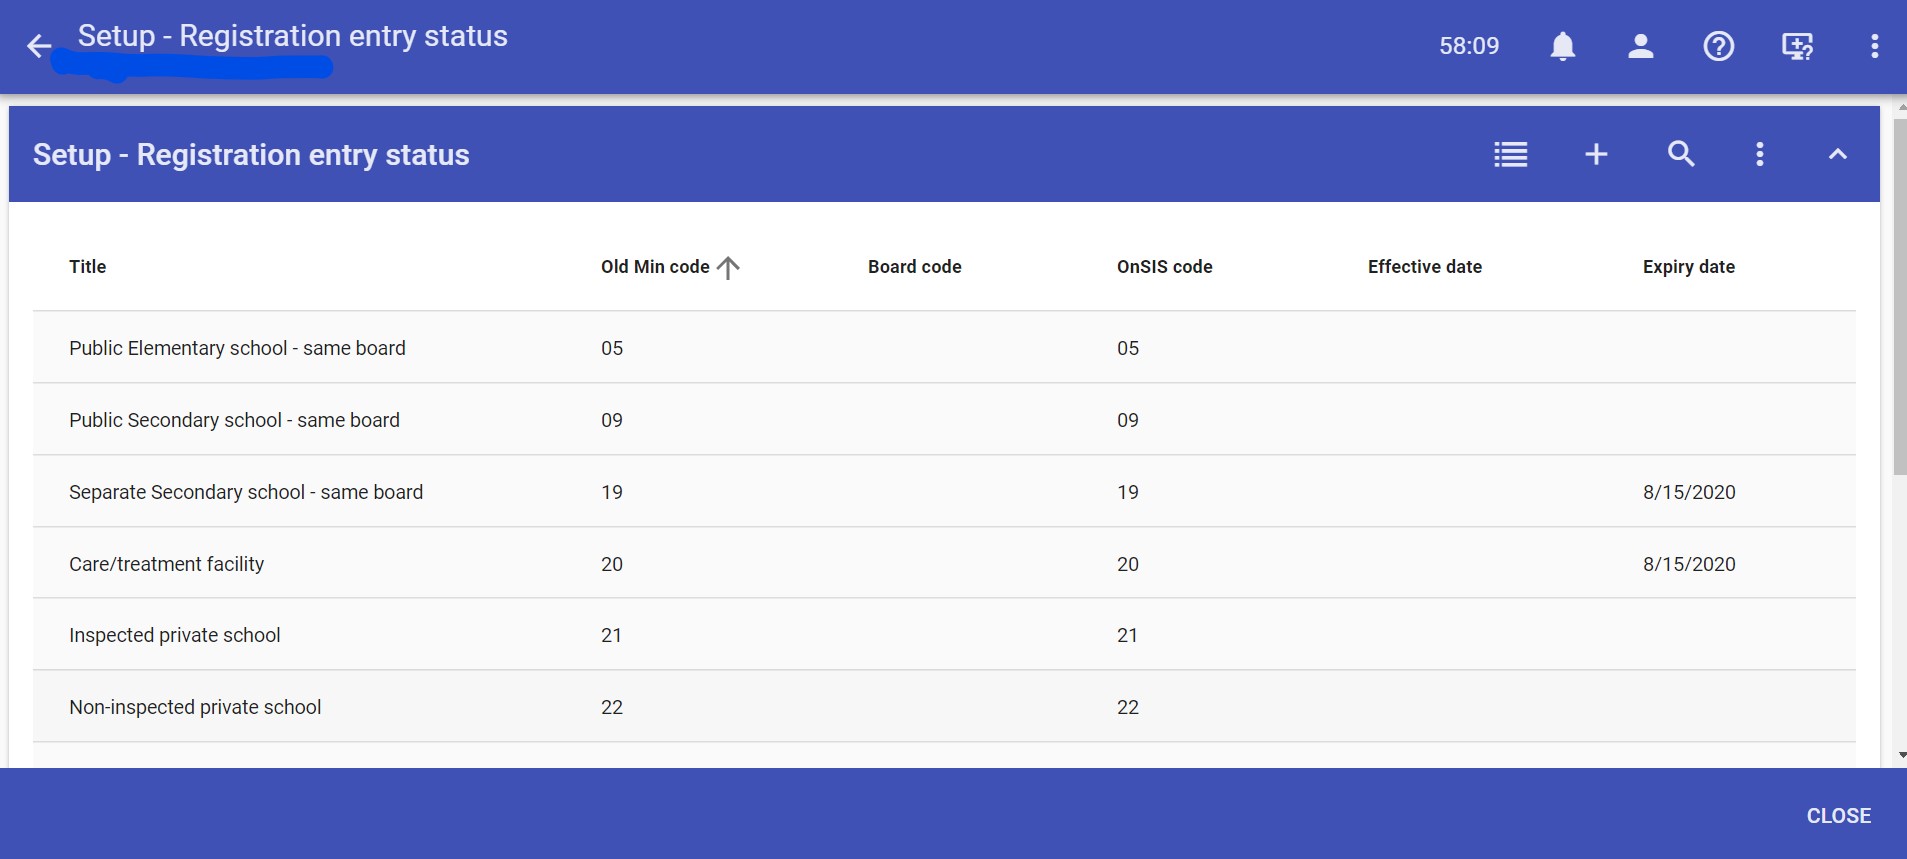 Setup - Registration entry status
58:09
Setup - Registration entry status
Title Old Min code Board code OnSIS code Effective date Expiry date
Public Elementary school - same board 05 05
Public Secondary school - same board 09 09
Separate Secondary school - same board 19 19 8/15/2020
Care/treatment facility 20 20 8/15/2020
Inspected private school 21 21
Non-inspected private school 22 22
CLOSE